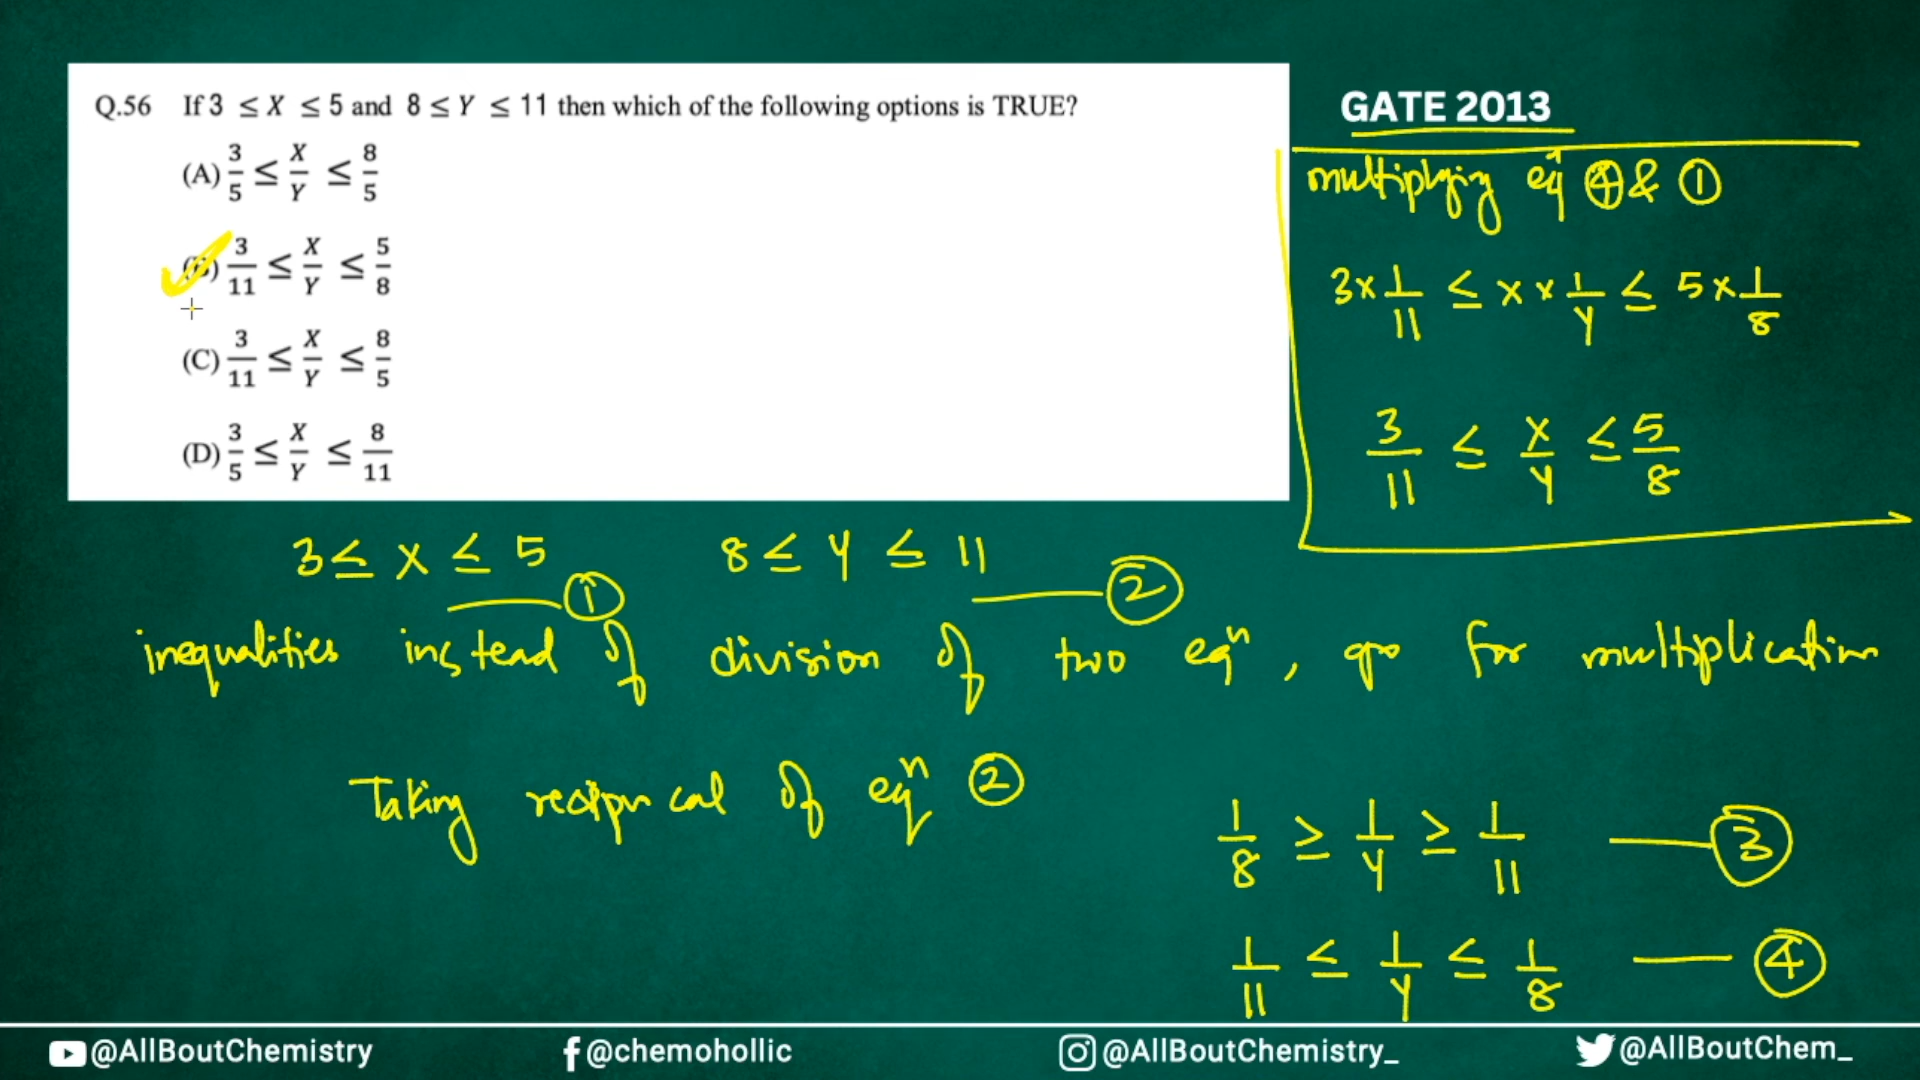 Q.56 If 3 ≤ X ≤ 5 and 8 ≤ Y ≤ 11 then which of the following options is TRUE?
(A) 3/5 ≤ X/Y ≤ 8/5
(B) 3/11 ≤ X/Y ≤ 5/8
(C) 3/11 ≤ X/Y ≤ 8/5
(D) 3/5 ≤ X/Y ≤ 8/11
GATE 2013
multiplying eqⁿ ④ & ①
3 × 1/11 ≤ x × 1/y ≤ 5 × 1/8
3/11 ≤ x/y ≤ 5/8
3 ≤ x ≤ 5 —— ①
8 ≤ y ≤ 11 —— ②
inequalities instead of division of two eqⁿ, go for multiplication
Taking reciprocal of eqⁿ ②
1/8 ≥ 1/y ≥ 1/11 —— ③
1/11 ≤ 1/y ≤ 1/8 —— ④
@AllBoutChemistry
@chemohollic
@AllBoutChemistry_
@AllBoutChem_